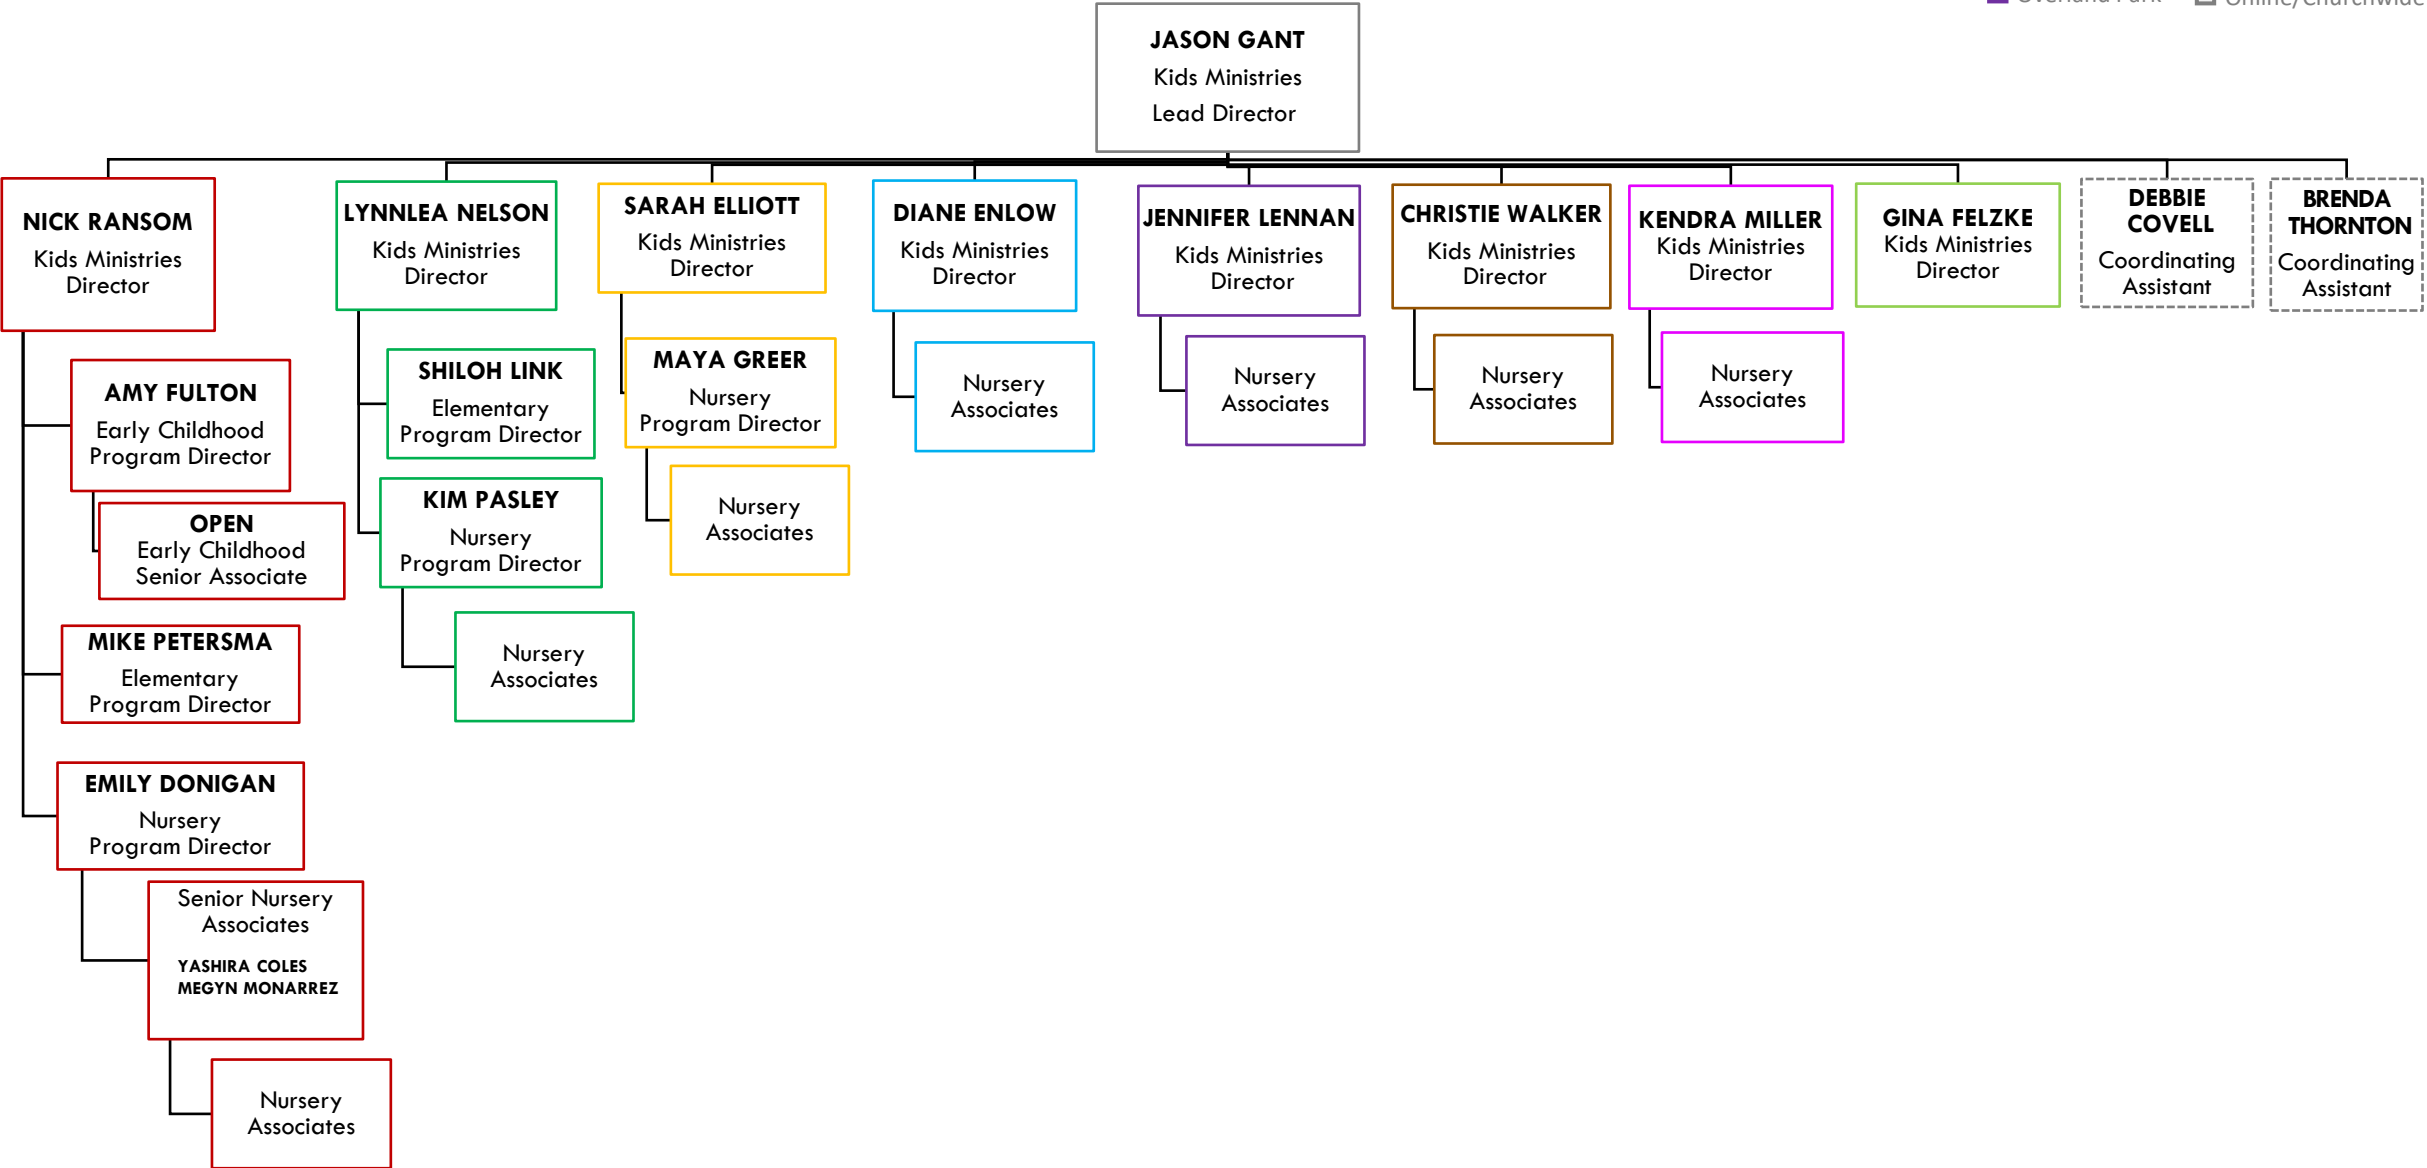 Overland Park
Online/Churchwide
JASON GANT
Kids Ministries
Lead Director
NICK RANSOM
Kids Ministries
Director
LYNNLEA NELSON
Kids Ministries
Director
SARAH ELLIOTT
Kids Ministries
Director
DIANE ENLOW
Kids Ministries
Director
JENNIFER LENNAN
Kids Ministries
Director
CHRISTIE WALKER
Kids Ministries
Director
KENDRA MILLER
Kids Ministries
Director
GINA FELZKE
Kids Ministries
Director
DEBBIE
COVELL
Coordinating
Assistant
BRENDA
THORNTON
Coordinating
Assistant
AMY FULTON
Early Childhood
Program Director
OPEN
Early Childhood
Senior Associate
MIKE PETERSMA
Elementary
Program Director
EMILY DONIGAN
Nursery
Program Director
Senior Nursery
Associates
YASHIRA COLES
MEGYN MONARREZ
Nursery
Associates
SHILOH LINK
Elementary
Program Director
KIM PASLEY
Nursery
Program Director
Nursery
Associates
MAYA GREER
Nursery
Program Director
Nursery
Associates
Nursery
Associates
Nursery
Associates
Nursery
Associates
Nursery
Associates